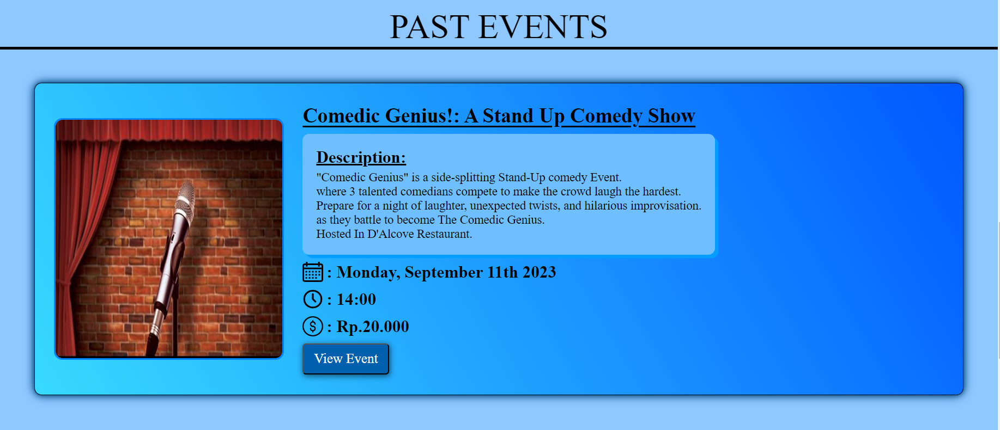 PAST EVENTS
Comedic Genius!: A Stand Up Comedy Show
Description:
"Comedic Genius" is a side-splitting Stand-Up comedy Event.
where 3 talented comedians compete to make the crowd laugh the hardest.
Prepare for a night of laughter, unexpected twists, and hilarious improvisation.
as they battle to become The Comedic Genius.
Hosted In D'Alcove Restaurant.
: Monday, September 11th 2023
: 14:00
$ : Rp.20.000
View Event